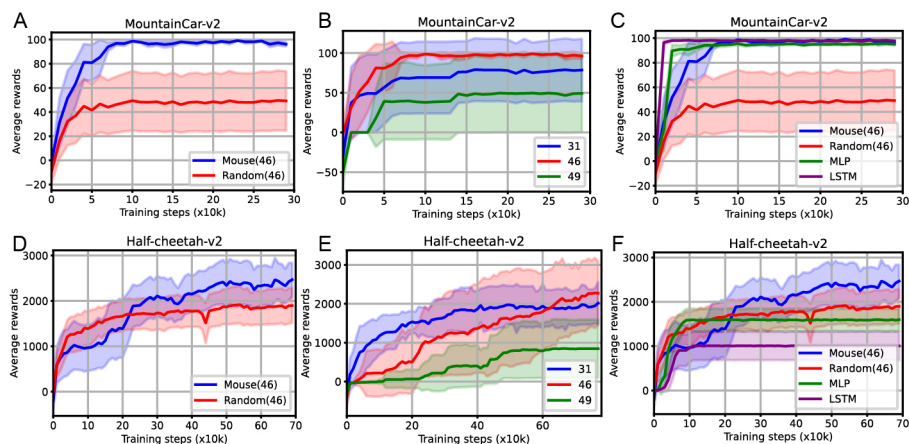 A
MountainCar-v2
Average rewards
100
80
60
40
20
0
−20
0 5 10 15 20 25 30
Training steps (x10k)
Mouse(46)
Random(46)
B
MountainCar-v2
Average rewards
100
50
0
−50
0 5 10 15 20 25 30
Training steps (x10k)
31
46
49
C
MountainCar-v2
Average rewards
100
80
60
40
20
0
−20
0 5 10 15 20 25 30
Training steps (x10k)
Mouse(46)
Random(46)
MLP
LSTM
D
Half-cheetah-v2
Average rewards
3000
2000
1000
0
0 10 20 30 40 50 60 70
Training steps (x10k)
Mouse(46)
Random(46)
E
Half-cheetah-v2
Average rewards
3000
2000
1000
0
0 20 40 60
Training steps (x10k)
31
46
49
F
Half-cheetah-v2
Average rewards
3000
2000
1000
0
0 10 20 30 40 50 60 70
Training steps (x10k)
Mouse(46)
Random(46)
MLP
LSTM